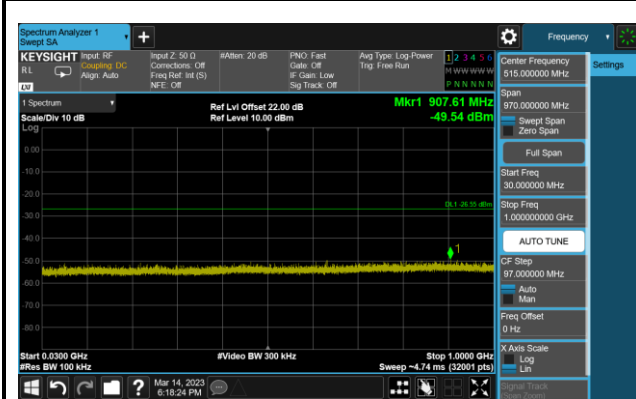 Spectrum Analyzer 1
Swept SA
Frequency
KEYSIGHT
RL
LXI
Input: RF
Coupling: DC
Align: Auto
Input Z: 50 Ω
Corrections: Off
Freq Ref: Int (S)
NFE: Off
#Atten: 20 dB
PNO: Fast
Gate: Off
IF Gain: Low
Sig Track: Off
Avg Type: Log-Power
Trig: Free Run
1 2 3 4 5 6
M W W W W W
P N N N N N
Center Frequency
515.000000 MHz
Settings
1 Spectrum
Scale/Div 10 dB
Ref Lvl Offset 22.00 dB
Ref Level 10.00 dBm
Mkr1 907.61 MHz
-49.54 dBm
Span
970.000000 MHz
Swept Span
Zero Span
Full Span
Start Freq
30.000000 MHz
Stop Freq
1.000000000 GHz
AUTO TUNE
CF Step
97.000000 MHz
Auto
Man
Freq Offset
0 Hz
X Axis Scale
Log
Lin
Signal Track
(Span Zoom)
Log
0.00
-10.0
-20.0
-30.0
-40.0
-50.0
-60.0
-70.0
-80.0
DL1 -26.55 dBm
1
Start 0.0300 GHz
#Res BW 100 kHz
#Video BW 300 kHz
Stop 1.0000 GHz
Sweep ~4.74 ms (32001 pts)
?
Mar 14, 2023
6:18:24 PM